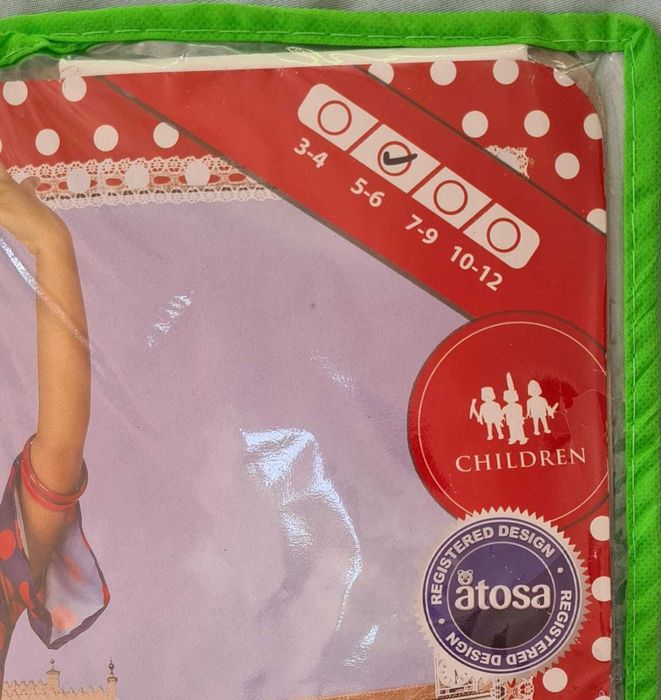 3-4
5-6
7-9
10-12
CHILDREN
REGISTERED DESIGN
atosa
REGISTERED DESIGN